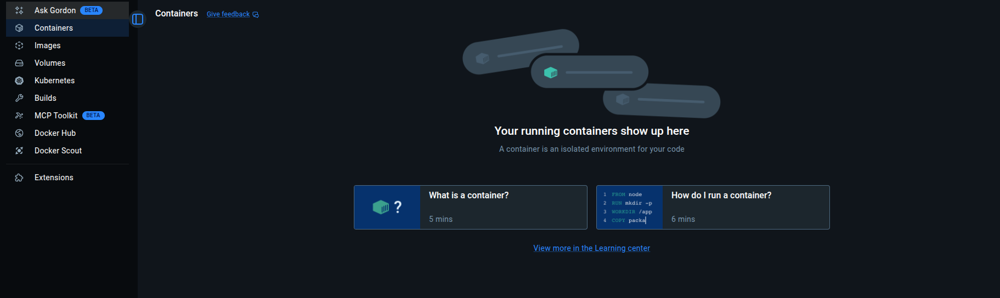 Ask Gordon BETA
Containers
Images
Volumes
Kubernetes
Builds
MCP Toolkit BETA
Docker Hub
Docker Scout
Extensions
Containers Give feedback
Your running containers show up here
A container is an isolated environment for your code
?
What is a container?
5 mins
1 FROM node
2 RUN mkdir -p
3 WORKDIR /app
4 COPY packa
How do I run a container?
6 mins
View more in the Learning center